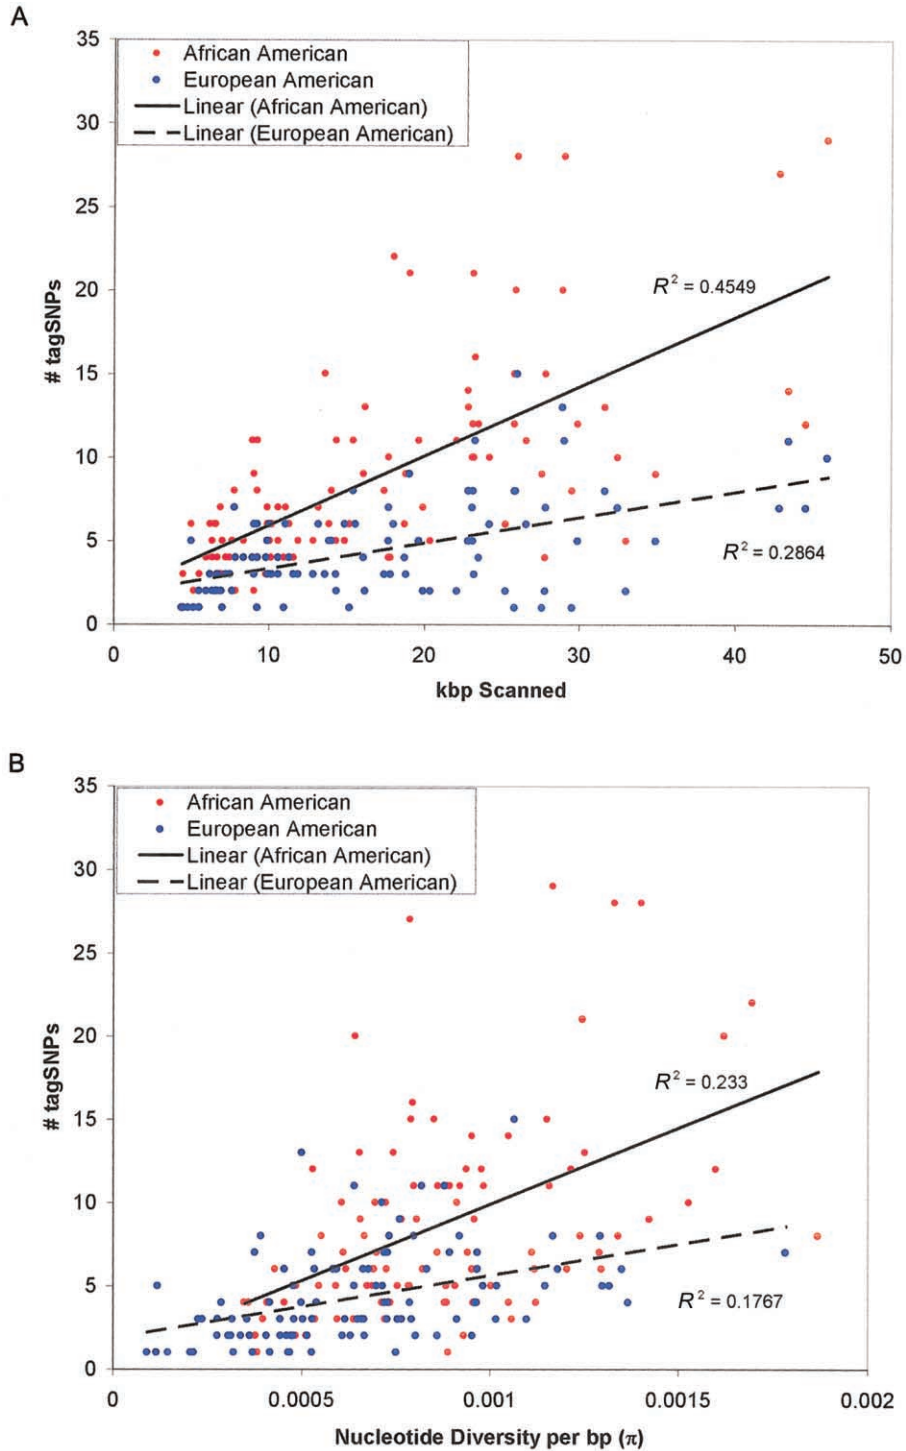 A
35
African American
European American
Linear (African American)
Linear (European American)
30
25
20
15
10
5
0
# tagSNPs
R² = 0.4549
R² = 0.2864
0 10 20 30 40 50
kbp Scanned
B
35
African American
European American
Linear (African American)
Linear (European American)
30
25
20
15
10
5
0
# tagSNPs
R² = 0.233
R² = 0.1767
0 0.0005 0.001 0.0015 0.002
Nucleotide Diversity per bp (π)